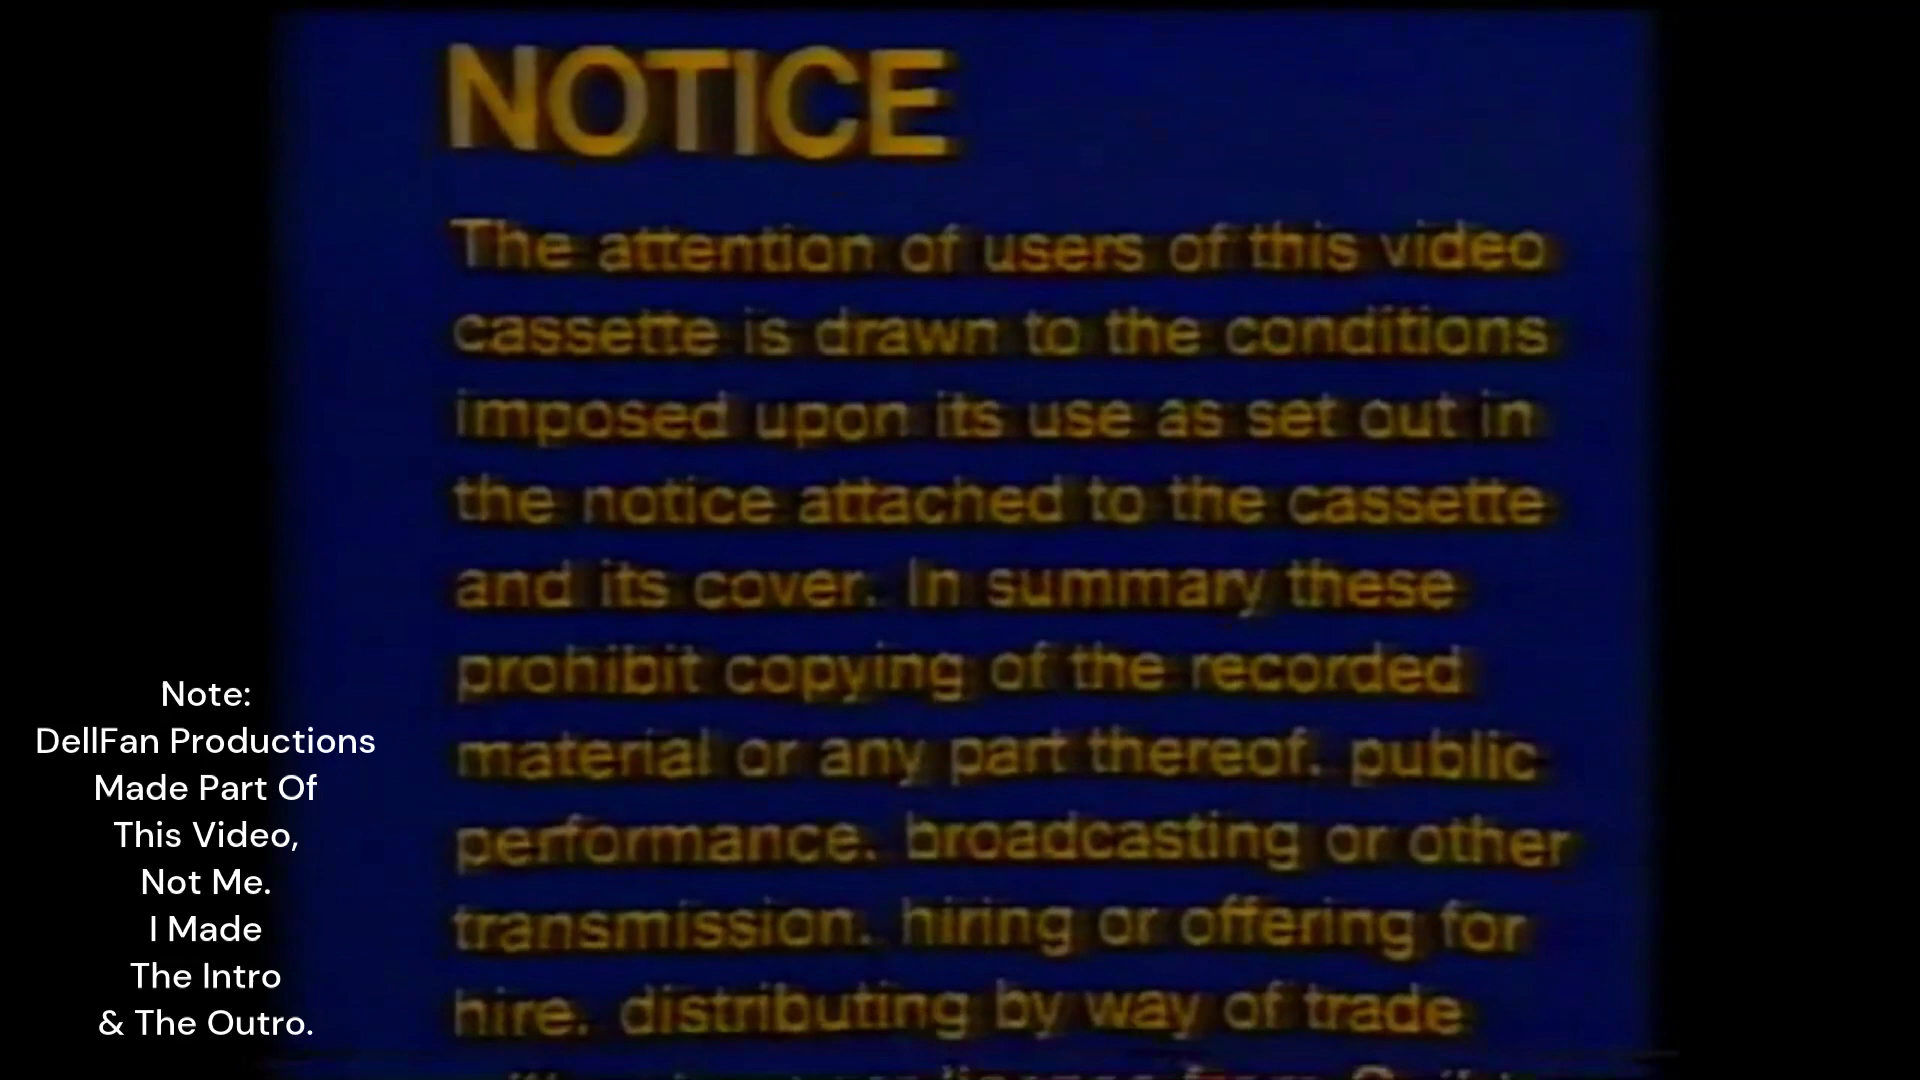 NOTICE
The attention of users of this video
cassette is drawn to the conditions
imposed upon its use as set out in
the notice attached to the cassette
and its cover. In summary these
prohibit copying of the recorded
material or any part thereof. public
performance. broadcasting or other
transmission. hiring or offering for
hire. distributing by way of trade
Note:
DellFan Productions
Made Part Of
This Video,
Not Me.
I Made
The Intro
& The Outro.